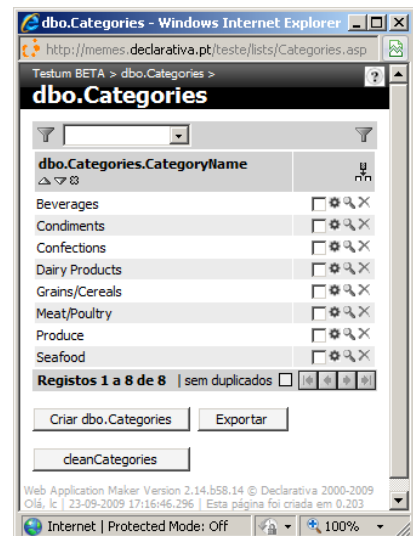 dbo.Categories - Windows Internet Explorer
http://memes.declarativa.pt/teste/lists/Categories.asp
Testum BETA > dbo.Categories >
?
dbo.Categories
dbo.Categories.CategoryName
Beverages
Condiments
Confections
Dairy Products
Grains/Cereals
Meat/Poultry
Produce
Seafood
Registos 1 a 8 de 8 | sem duplicados
Criar dbo.Categories Exportar
cleanCategories
Web Application Maker Version 2.14.b58.14 © Declarativa 2000-2009
Olá, lc | 23-09-2009 17:16:46.296 | Esta página foi criada em 0.203
Internet | Protected Mode: Off 100%